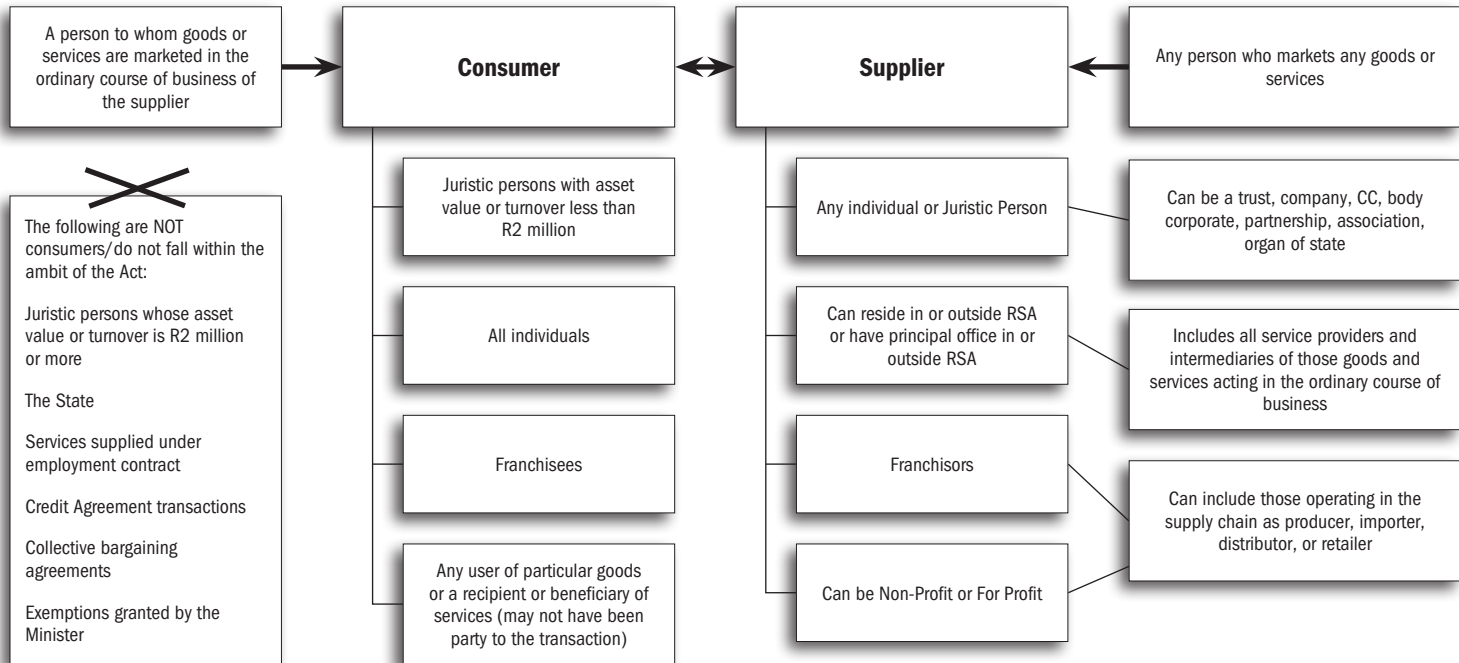 A person to whom goods or
services are marketed in the
ordinary course of business of
the supplier
Consumer
Supplier
Any person who markets any goods or
services
The following are NOT
consumers/do not fall within the
ambit of the Act:
Juristic persons whose asset
value or turnover is R2 million
or more
The State
Services supplied under
employment contract
Credit Agreement transactions
Collective bargaining
agreements
Exemptions granted by the
Minister
Juristic persons with asset
value or turnover less than
R2 million
All individuals
Franchisees
Any user of particular goods
or a recipient or beneficiary of
services (may not have been
party to the transaction)
Any individual or Juristic Person
Can reside in or outside RSA
or have principal office in or
outside RSA
Franchisors
Can be Non-Profit or For Profit
Can be a trust, company, CC, body
corporate, partnership, association,
organ of state
Includes all service providers and
intermediaries of those goods and
services acting in the ordinary course of
business
Can include those operating in the
supply chain as producer, importer,
distributor, or retailer